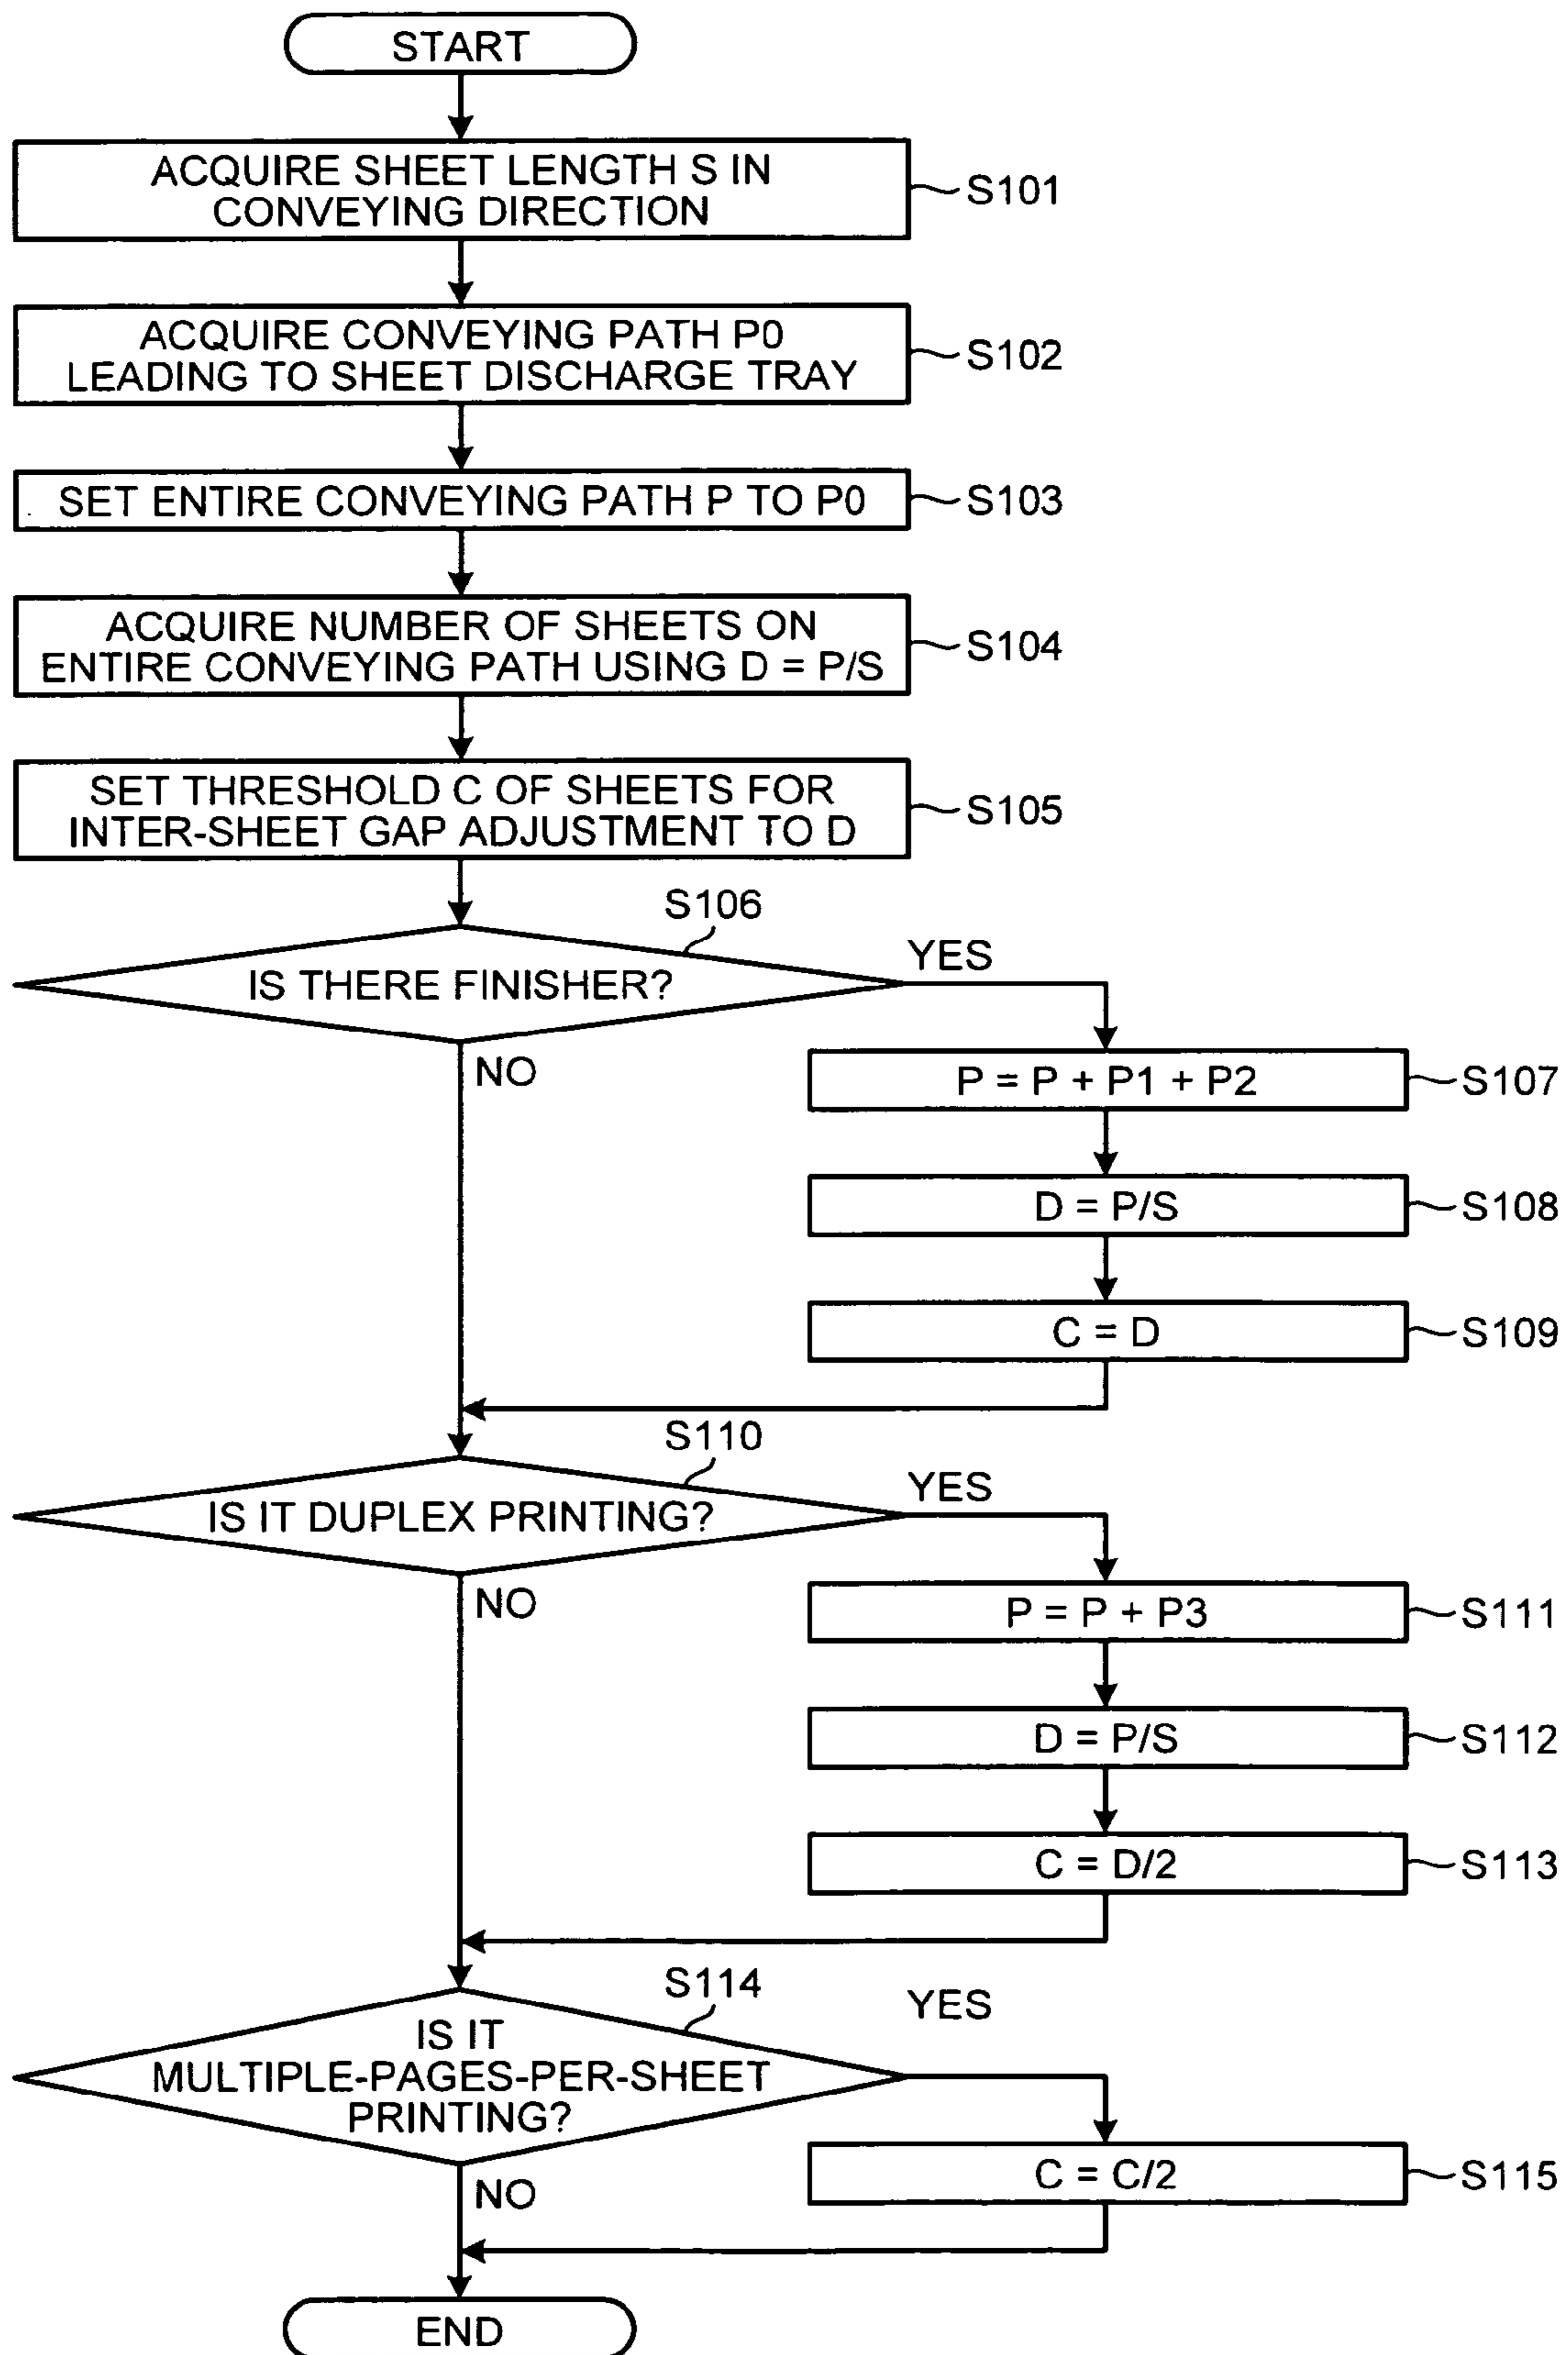 START
ACQUIRE SHEET LENGTH S IN
CONVEYING DIRECTION
S101
ACQUIRE CONVEYING PATH P0
LEADING TO SHEET DISCHARGE TRAY
S102
SET ENTIRE CONVEYING PATH P TO P0
S103
ACQUIRE NUMBER OF SHEETS ON
ENTIRE CONVEYING PATH USING D = P/S
S104
SET THRESHOLD C OF SHEETS FOR
INTER-SHEET GAP ADJUSTMENT TO D
S105
S106
IS THERE FINISHER?
YES
NO
P = P + P1 + P2
S107
D = P/S
S108
C = D
S109
S110
IS IT DUPLEX PRINTING?
YES
NO
P = P + P3
S111
D = P/S
S112
C = D/2
S113
S114
IS IT
MULTIPLE-PAGES-PER-SHEET
PRINTING?
YES
NO
C = C/2
S115
END